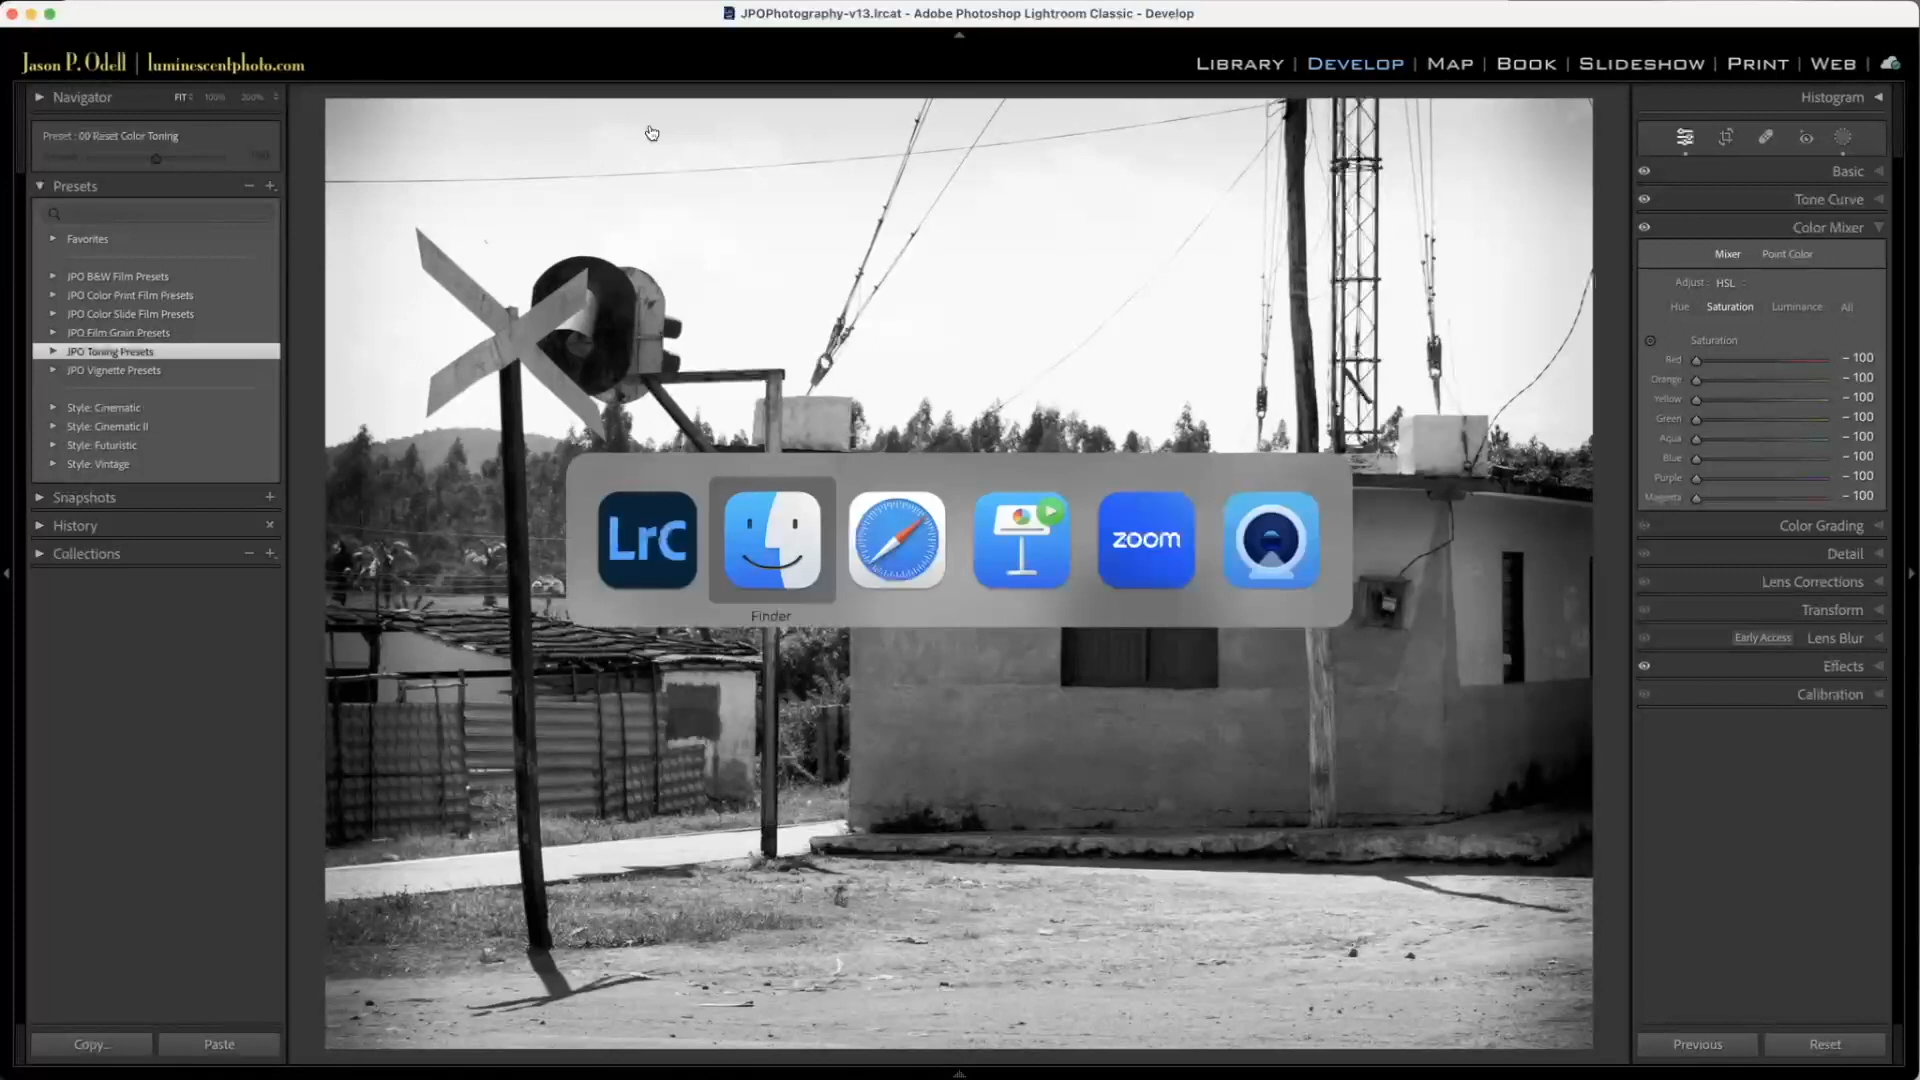 JPOPhotography-v13.lrcat - Adobe Photoshop Lightroom Classic - Develop
Jason P. Odell | luminescentphoto.com
LIBRARY | DEVELOP | MAP | BOOK | SLIDESHOW | PRINT | WEB |
Navigator FIT 100% 200%
Histogram
Preset : 00 Reset Color Toning
Amount 100
Presets
Favorites
JPO B&W Film Presets
JPO Color Print Film Presets
JPO Color Slide Film Presets
JPO Film Grain Presets
JPO Toning Presets
JPO Vignette Presets
Style: Cinematic
Style: Cinematic II
Style: Futuristic
Style: Vintage
Snapshots
History
Collections
Copy...
Paste
LrC
zoom
Finder
Basic
Tone Curve
Color Mixer
Mixer Point Color
Adjust : HSL
Hue Saturation Luminance All
Saturation
Red - 100
Orange - 100
Yellow - 100
Green - 100
Aqua - 100
Blue - 100
Purple - 100
Magenta - 100
Color Grading
Detail
Lens Corrections
Transform
Early Access Lens Blur
Effects
Calibration
Previous
Reset